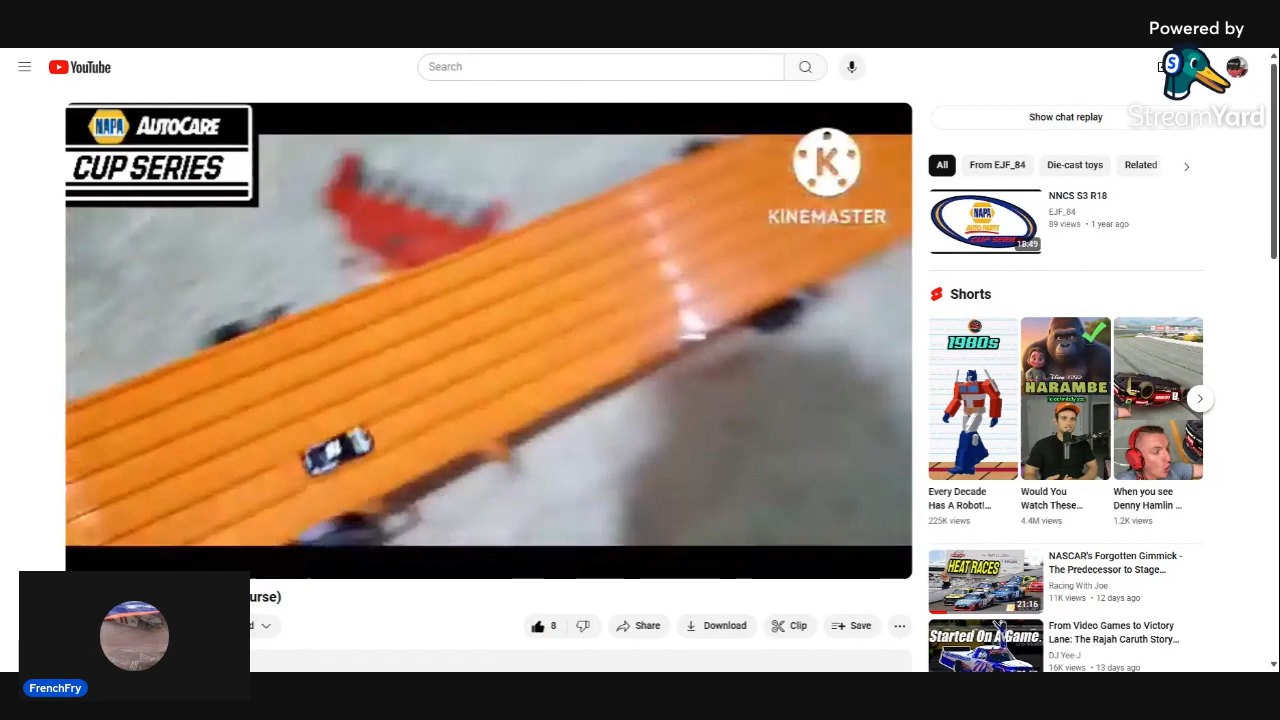 Powered by
StreamYard
YouTube
Search
NAPA AUTOCARE
CUP SERIES
K
KINEMASTER
Show chat replay
All
From EJF_84
Die-cast toys
Related
NNCS S3 R18
EJF_84
89 views • 1 year ago
NAPA
AUTO PARTS
CUP SERIES
18:49
Shorts
1980s
HARAMBE
Every Decade
Has A Robot!...
225K views
Would You
Watch These...
4.4M views
When you see
Denny Hamlin ...
1.2K views
HEAT RACES
21:16
NASCAR's Forgotten Gimmick -
The Predecessor to Stage...
Racing With Joe
11K views • 12 days ago
Started On A Game.
From Video Games to Victory
Lane: The Rajah Caruth Story...
DJ Yee-J
16K views • 13 days ago
urse)
d
8
Share
Download
Clip
Save
FrenchFry